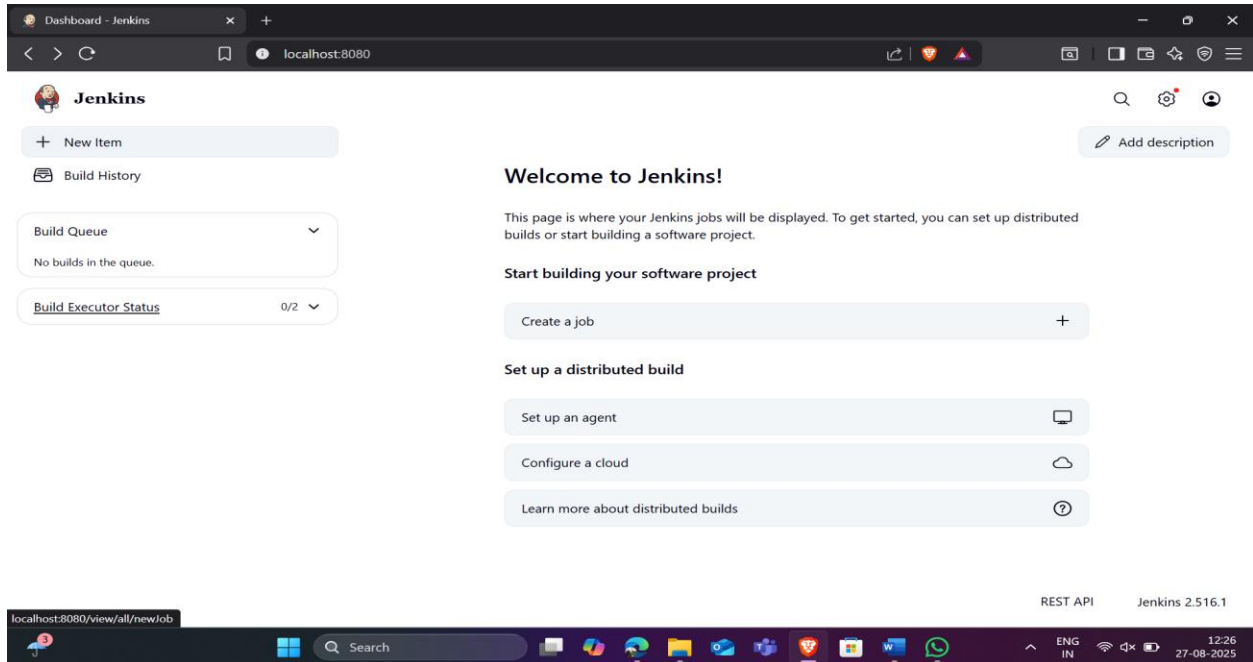 Dashboard - Jenkins
localhost:8080
Jenkins
New Item
Add description
Build History
Welcome to Jenkins!
This page is where your Jenkins jobs will be displayed. To get started, you can set up distributed
builds or start building a software project.
Build Queue
No builds in the queue.
Start building your software project
Build Executor Status 0/2
Create a job
Set up a distributed build
Set up an agent
Configure a cloud
Learn more about distributed builds
REST API Jenkins 2.516.1
localhost:8080/view/all/newJob
3
Search
W
ENG
IN
12:26
27-08-2025